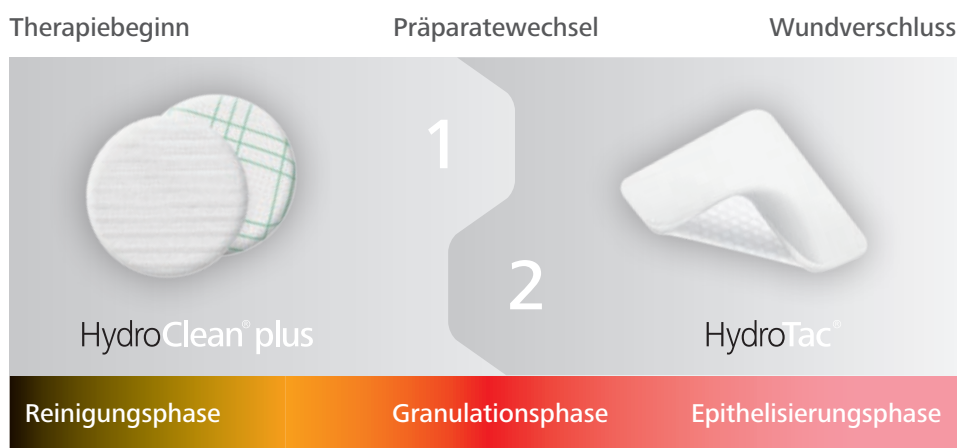 Therapiebeginn Präparatewechsel Wundverschluss
1
2
HydroClean® plus HydroTac®
Reinigungsphase Granulationsphase Epithelisierungsphase